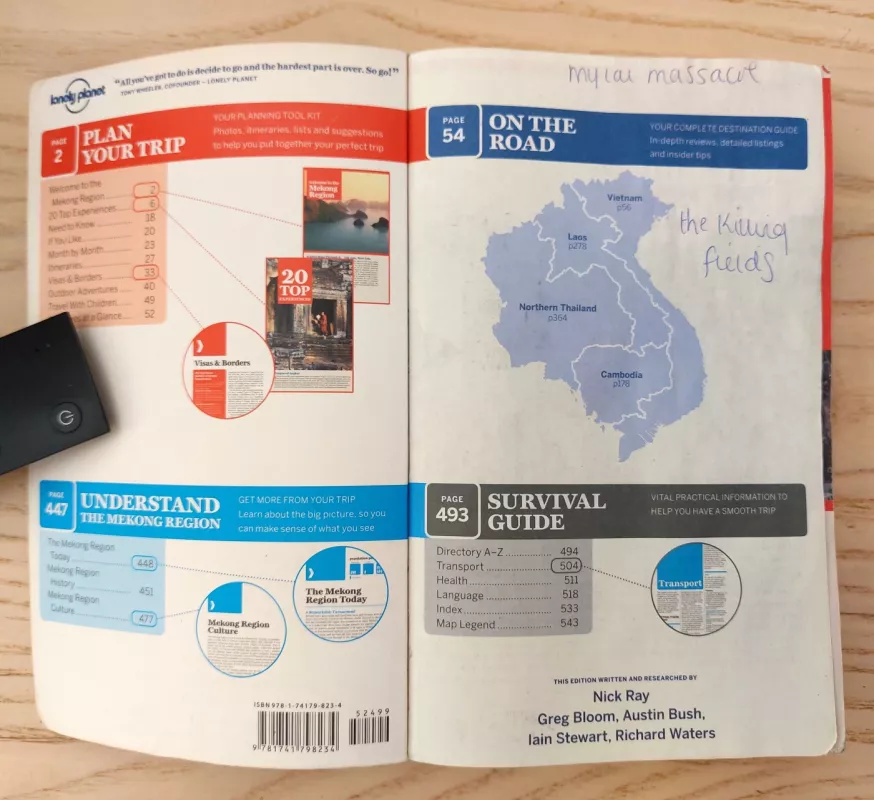 lonely planet
"All you've got to do is decide to go and the hardest part is over. So go!"
TONY WHEELER, COFOUNDER – LONELY PLANET
PAGE
2
PLAN
YOUR TRIP
YOUR PLANNING TOOL KIT
Photos, itineraries, lists and suggestions
to help you put together your perfect trip
Welcome to the
Mekong Region 2
20 Top Experiences 6
Need to Know 18
If You Like 20
Month by Month 23
Itineraries 27
Visas & Borders 33
Outdoor Adventures 40
Travel With Children 49
at a Glance 52
Welcome to the
Mekong
Region
20
TOP
EXPERIENCES
Visas & Borders
PAGE
447
UNDERSTAND
THE MEKONG REGION
GET MORE FROM YOUR TRIP
Learn about the big picture, so you
can make sense of what you see
The Mekong Region
Today 448
Mekong Region
History 451
Mekong Region
Culture 477
Mekong Region
Culture
The Mekong
Region Today
ISBN 978-1-74179-823-4
52499
9 781741 798234
mylai massacre
PAGE
54
ON THE
ROAD
YOUR COMPLETE DESTINATION GUIDE
In-depth reviews, detailed listings
and insider tips
Vietnam
p56
the killing
fields
Laos
p278
Northern Thailand
p364
Cambodia
p178
PAGE
493
SURVIVAL
GUIDE
VITAL PRACTICAL INFORMATION TO
HELP YOU HAVE A SMOOTH TRIP
Directory A–Z 494
Transport 504
Health 511
Language 518
Index 533
Map Legend 543
Transport
THIS EDITION WRITTEN AND RESEARCHED BY
Nick Ray
Greg Bloom, Austin Bush,
Iain Stewart, Richard Waters